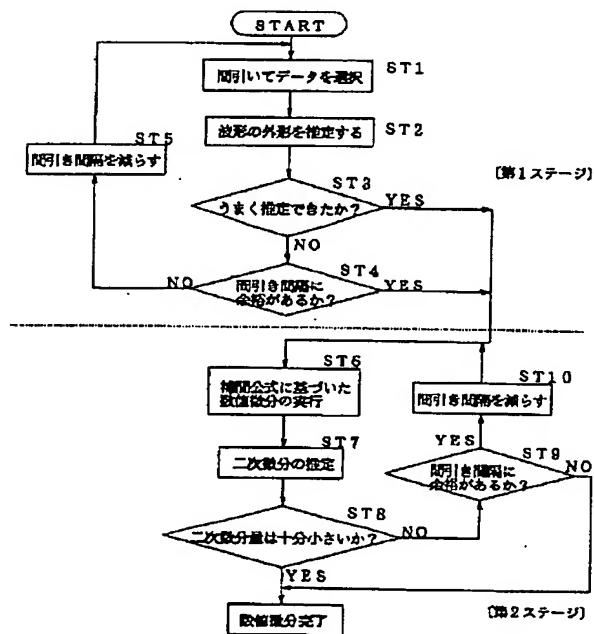 START
ST1
間引いてデータを選択
ST2
波形の外形を推定する
ST5
間引き間隔を減らす
ST3
うまく推定できたか?
YES
〔第1ステージ〕
NO
ST4
間引き間隔に
余裕があるか?
NO
YES
ST6
補間公式に基づいた
数値微分の実行
ST10
間引き間隔を減らす
ST7
二次微分の推定
YES
ST9
間引き間隔に
余裕があるか?
NO
ST8
二次微分量は十分小さいか?
NO
YES
数値微分完了
〔第2ステージ〕